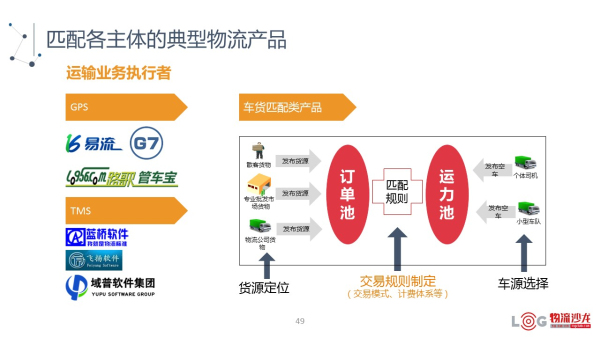 匹配各主体的典型物流产品
运输业务执行者
GPS
易流 G7
LOGGCOM 路歌 管车宝
TMS
蓝桥软件
飞扬软件
Feiyang Software
域普软件集团
YUPU SOFTWARE GROUP
车货匹配类产品
散客货物
发布货源
专业批发市
场货物
发布货源
物流公司货
物
发布货源
订单池
匹配
规则
运力池
发布空
车
个体司机
发布空
车
小型车队
货源定位
交易规则制定
(交易模式、计费体系等)
车源选择
49
LOG 物流沙龙